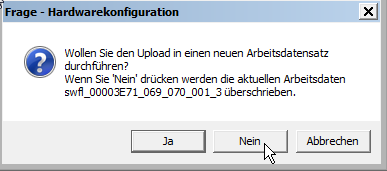 Frage - Hardwarekonfiguration
Wollen Sie den Upload in einen neuen Arbeitsdatensatz
durchführen?
Wenn Sie 'Nein' drücken werden die aktuellen Arbeitsdaten
swfl_00003E71_069_070_001_3 überschrieben.
Ja
Nein
Abbrechen